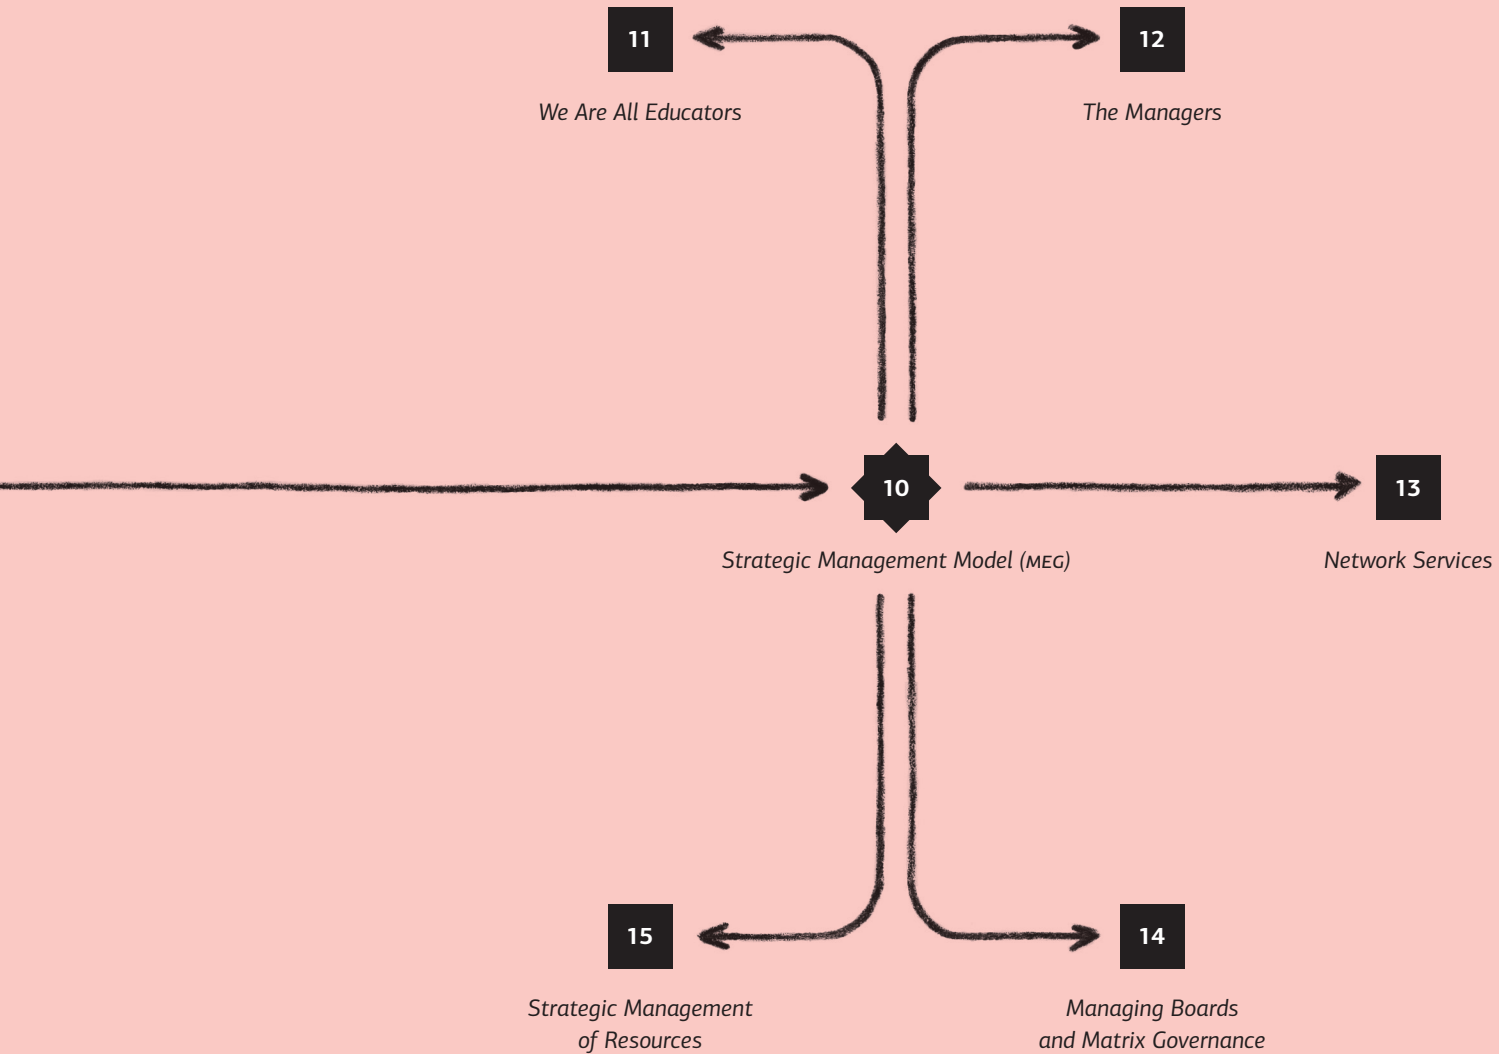 11
12
We Are All Educators
The Managers
10
13
Strategic Management Model (MEG)
Network Services
15
14
Strategic Management
of Resources
Managing Boards
and Matrix Governance